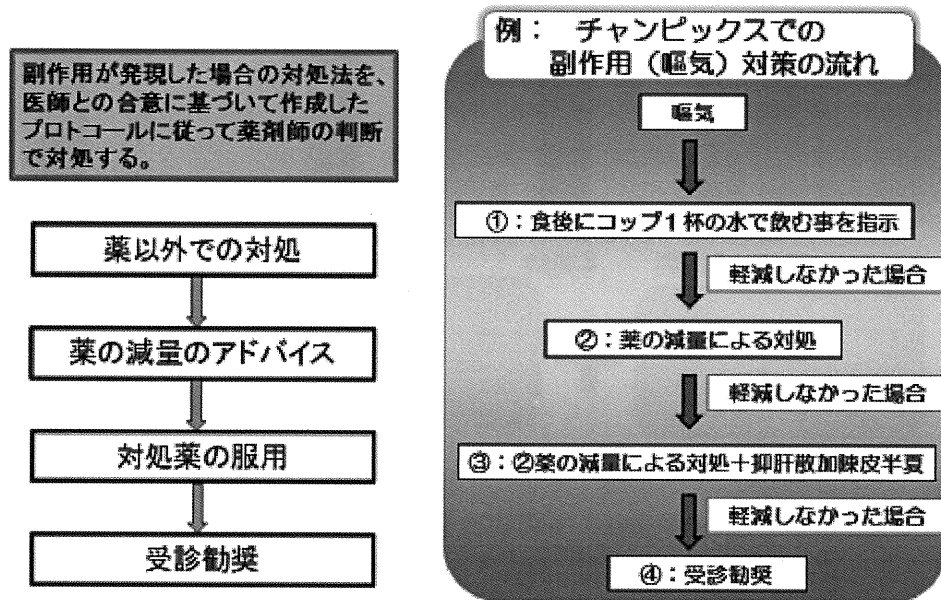 副作用が発現した場合の対処法を、
医師との合意に基づいて作成した
プロトコールに従って薬剤師の判断
で対処する。
薬以外での対処
薬の減量のアドバイス
対処薬の服用
受診勧奨
例： チャンピックスでの
副作用（嘔気）対策の流れ
嘔気
①：食後にコップ1杯の水で飲む事を指示
軽減しなかった場合
②：薬の減量による対処
軽減しなかった場合
③：②薬の減量による対処＋抑肝散加陳皮半夏
軽減しなかった場合
④：受診勧奨